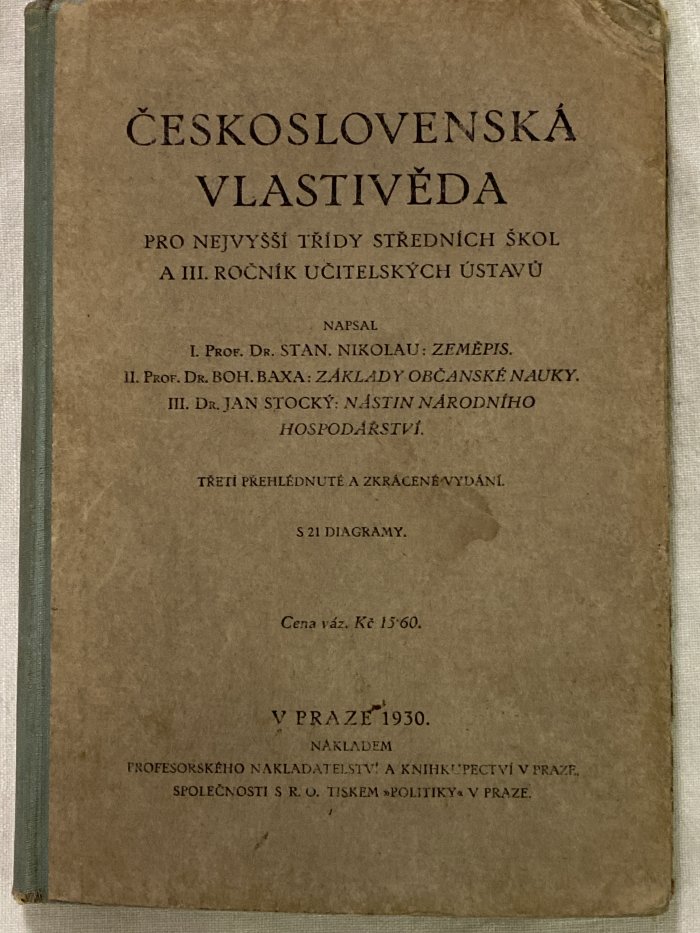 ČESKOSLOVENSKÁ
VLASTIVĚDA
PRO NEJVYŠŠÍ TŘÍDY STŘEDNÍCH ŠKOL
A III. ROČNÍK UČITELSKÝCH ÚSTAVŮ
NAPSAL
I. PROF. DR. STAN. NIKOLAU: ZEMĚPIS.
II. PROF. DR. BOH. BAXA: ZÁKLADY OBČANSKÉ NAUKY.
III. DR. JAN STOCKÝ: NÁSTIN NÁRODNÍHO
HOSPODÁŘSTVÍ.
TŘETÍ PŘEHLÉDNUTÉ A ZKRÁCENÉ VYDÁNÍ.
S 21 DIAGRAMY.
Cena váz. Kč 15·60.
V PRAZE 1930.
NÁKLADEM
PROFESORSKÉHO NAKLADATELSTVÍ A KNIHKUPECTVÍ V PRAZE,
SPOLEČNOSTI S R. O. TISKEM »POLITIKY« V PRAZE.